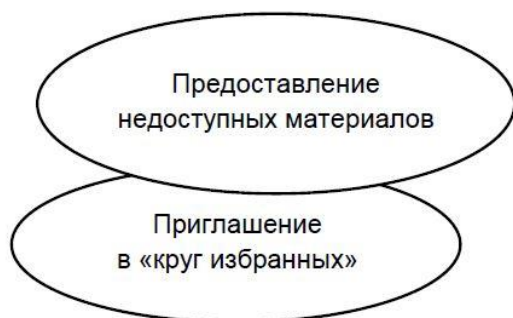 Предоставление
недоступных материалов
Приглашение
в «круг избранных»